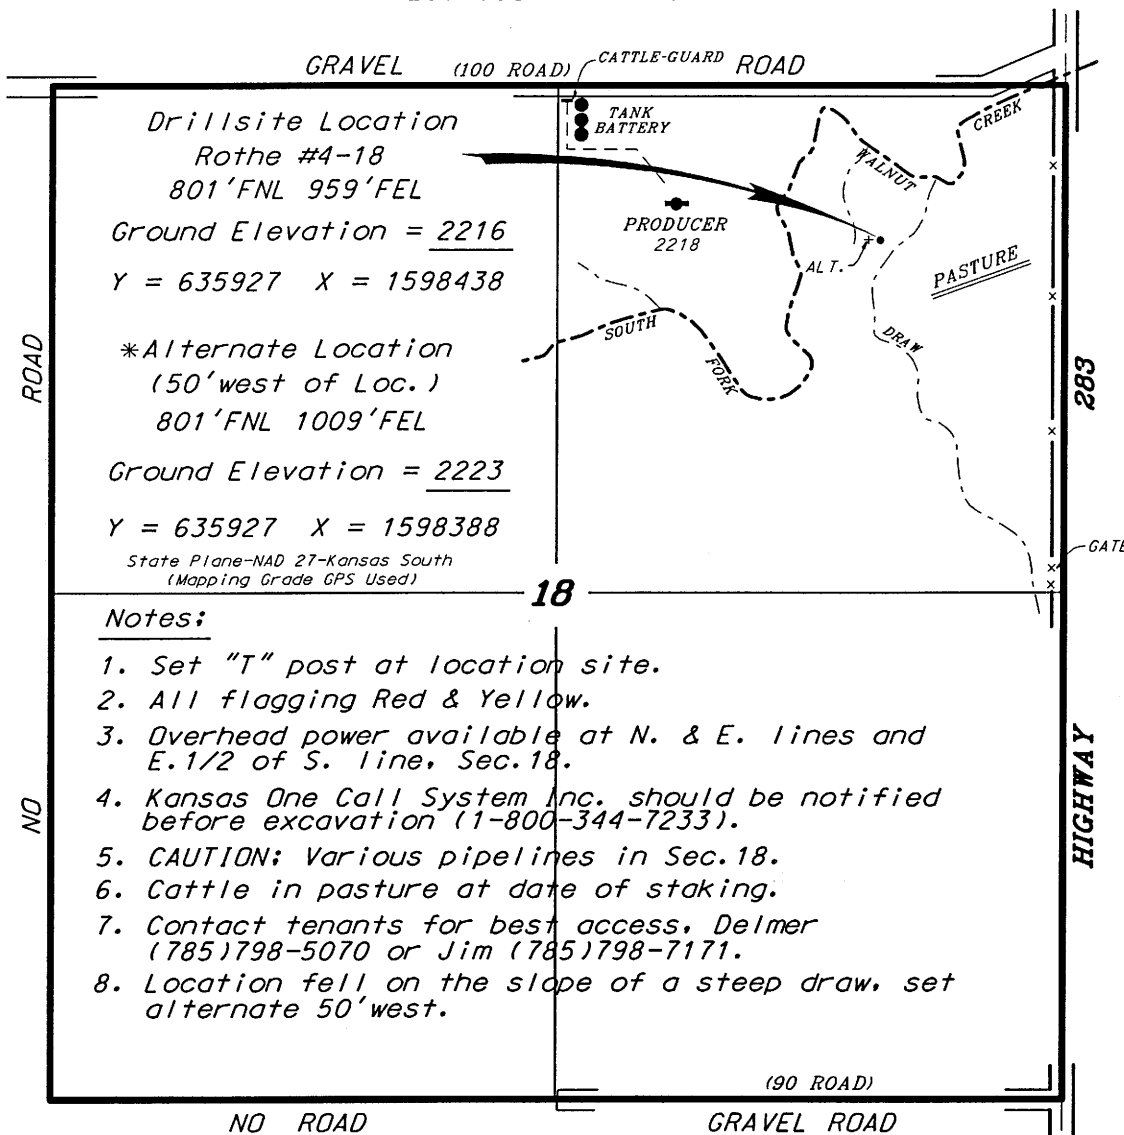 GRAVEL (100 ROAD) ROAD
CATTLE-GUARD
Drillsite Location
Rothe #4-18
801'FNL 959'FEL
Ground Elevation = 2216
Y = 635927 X = 1598438
*Alternate Location
(50'west of Loc.)
801'FNL 1009'FEL
Ground Elevation = 2223
Y = 635927 X = 1598388
State Plane-NAD 27-Kansas South
(Mapping Grade GPS Used)
TANK
BATTERY
PRODUCER
2218
WALNUT
CREEK
ALT.
PASTURE
SOUTH
FORK
DRAW
ROAD
NO
283
HIGHWAY
GATE
18
Notes:
1. Set "T" post at location site.
2. All flagging Red & Yellow.
3. Overhead power available at N. & E. lines and
E.1/2 of S. line, Sec.18.
4. Kansas One Call System Inc. should be notified
before excavation (1-800-344-7233).
5. CAUTION: Various pipelines in Sec.18.
6. Cattle in pasture at date of staking.
7. Contact tenants for best access, Delmer
(785)798-5070 or Jim (785)798-7171.
8. Location fell on the slope of a steep draw, set
alternate 50'west.
(90 ROAD)
NO ROAD
GRAVEL ROAD